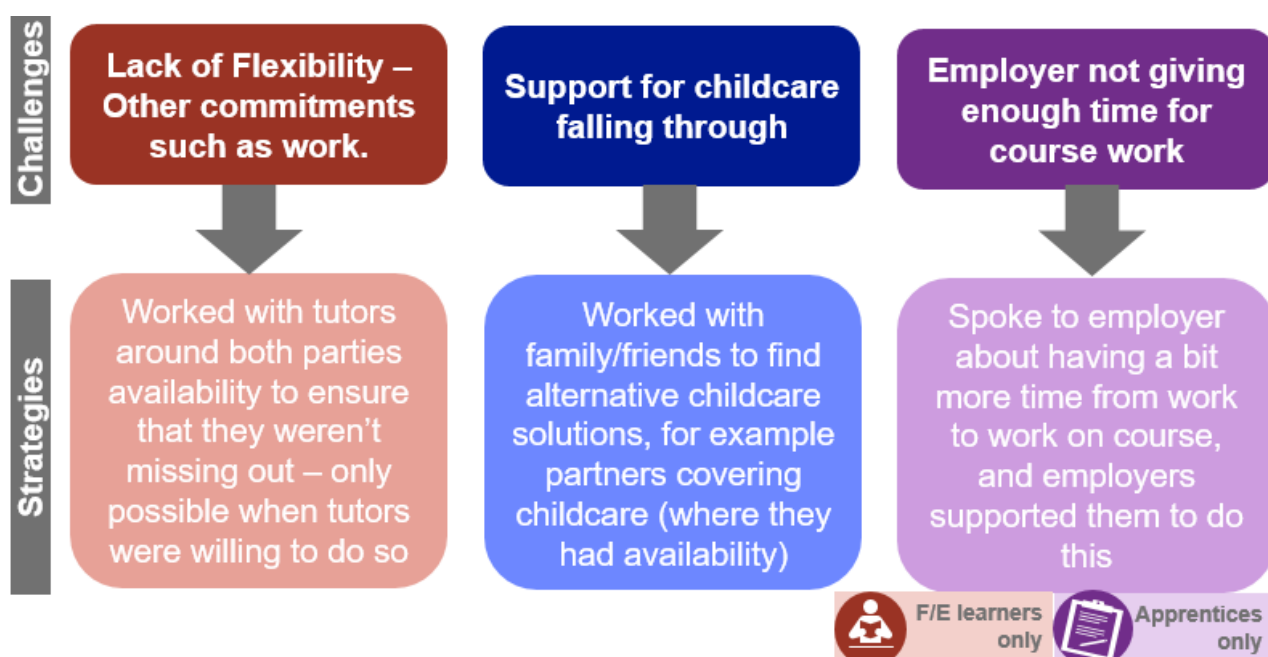 Challenges
Lack of Flexibility –
Other commitments
such as work.
Support for childcare
falling through
Employer not giving
enough time for
course work
Strategies
Worked with tutors
around both parties
availability to ensure
that they weren’t
missing out – only
possible when tutors
were willing to do so
Worked with
family/friends to find
alternative childcare
solutions, for example
partners covering
childcare (where they
had availability)
Spoke to employer
about having a bit
more time from work
to work on course,
and employers
supported them to do
this
F/E learners
only
Apprentices
only